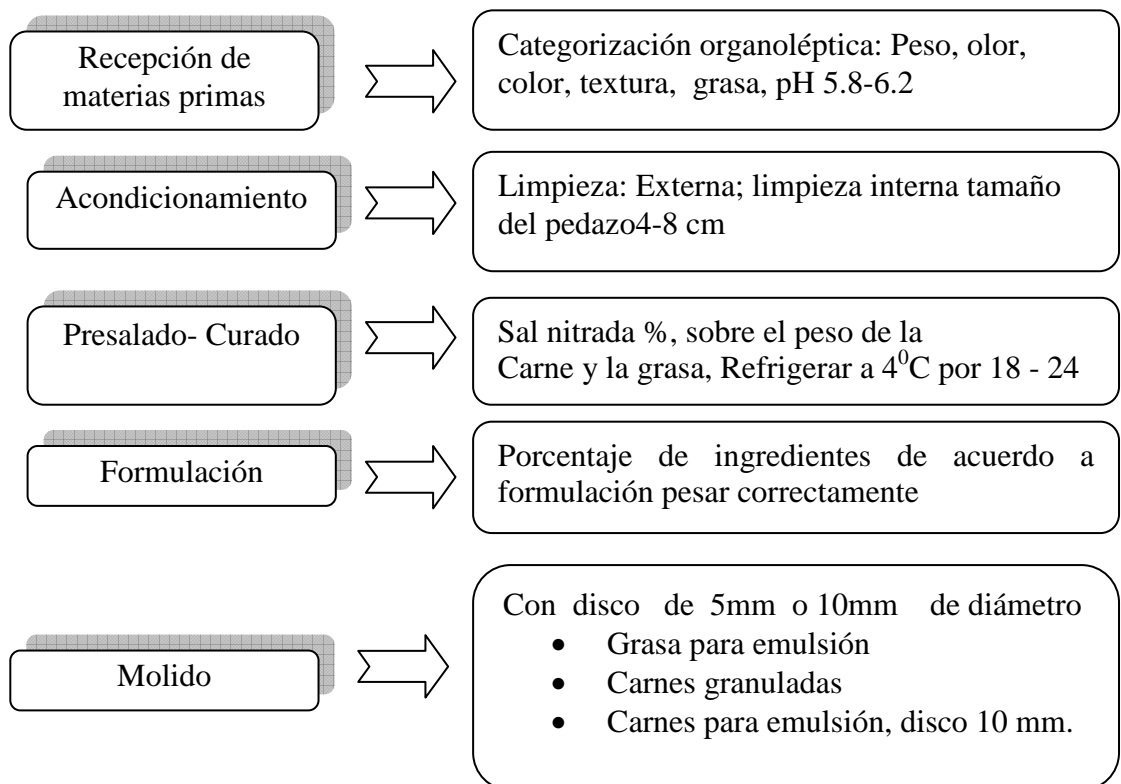 Recepción de
materias primas
Categorización organoléptica: Peso, olor,
color, textura, grasa, pH 5.8-6.2
Acondicionamiento
Limpieza: Externa; limpieza interna tamaño
del pedazo4-8 cm
Presalado- Curado
Sal nitrada %, sobre el peso de la
Carne y la grasa, Refrigerar a 4⁰C por 18 - 24
Formulación
Porcentaje de ingredientes de acuerdo a
formulación pesar correctamente
Molido
Con disco de 5mm o 10mm de diámetro
• Grasa para emulsión
• Carnes granuladas
• Carnes para emulsión, disco 10 mm.